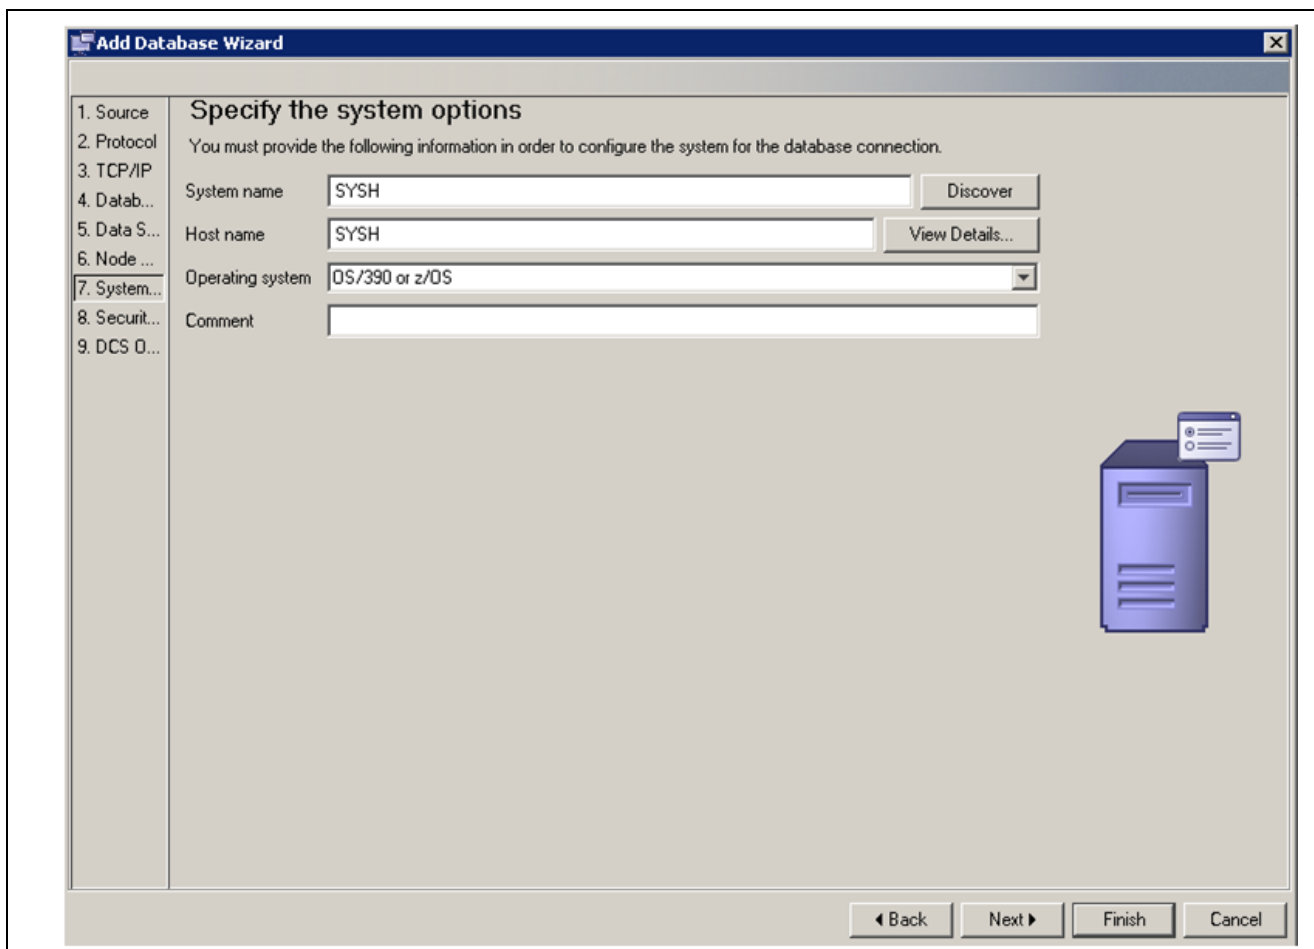 Add Database Wizard
1. Source
2. Protocol
3. TCP/IP
4. Datab...
5. Data S...
6. Node ...
7. System...
8. Securit...
9. DCS O...
Specify the system options
You must provide the following information in order to configure the system for the database connection.
System name SYSH Discover
Host name SYSH View Details...
Operating system OS/390 or z/OS
Comment
Back Next Finish Cancel